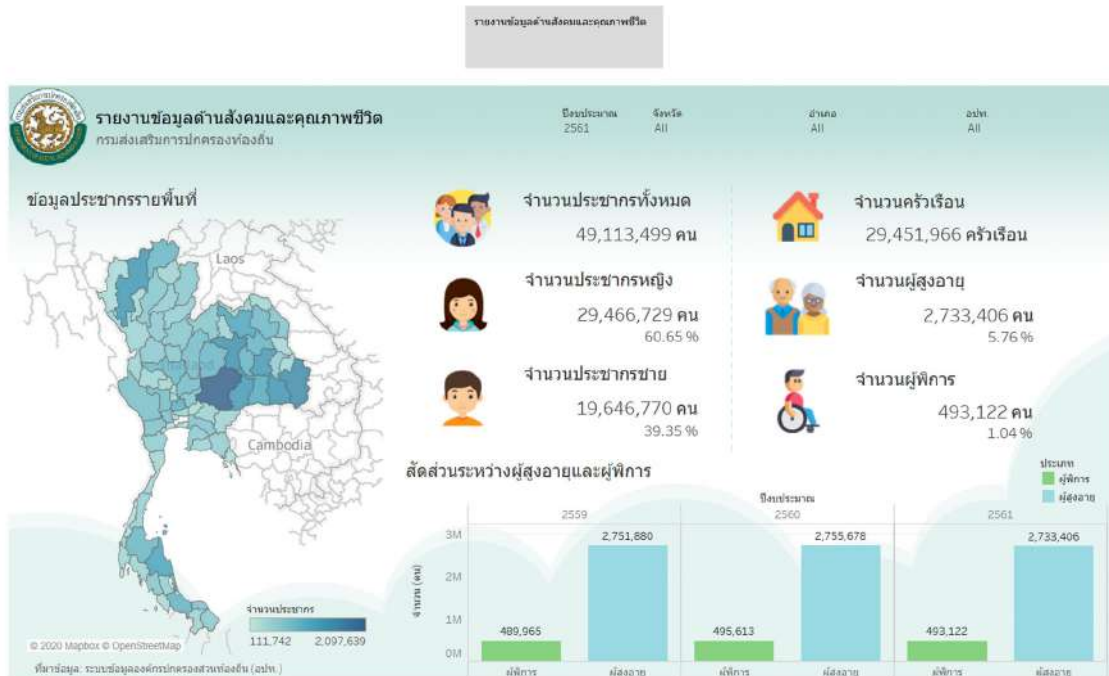 รายงานข้อมูลด้านสังคมและคุณภาพชีวิต
รายงานข้อมูลด้านสังคมและคุณภาพชีวิต
กรมส่งเสริมการปกครองท้องถิ่น
ปีงบประมาณ จังหวัด อำเภอ อปท.
2561 All All All
ข้อมูลประชากรรายพื้นที่
Laos
Cambodia
จำนวนประชากร
111,742 2,097,639
© 2020 Mapbox © OpenStreetMap
ที่มาข้อมูล: ระบบข้อมูลองค์กรปกครองส่วนท้องถิ่น (อปท.)
จำนวนประชากรทั้งหมด
49,113,499 คน
จำนวนครัวเรือน
29,451,966 ครัวเรือน
จำนวนประชากรหญิง
29,466,729 คน
60.65 %
จำนวนผู้สูงอายุ
2,733,406 คน
5.76 %
จำนวนประชากรชาย
19,646,770 คน
39.35 %
จำนวนผู้พิการ
493,122 คน
1.04 %
สัดส่วนระหว่างผู้สูงอายุและผู้พิการ
ประเภท
ผู้พิการ
ผู้สูงอายุ
ปีงบประมาณ
2559 2560 2561
จำนวน (คน)
3M
2M
1M
0M
489,965 2,751,880 495,613 2,755,678 493,122 2,733,406
ผู้พิการ ผู้สูงอายุ ผู้พิการ ผู้สูงอายุ ผู้พิการ ผู้สูงอายุ